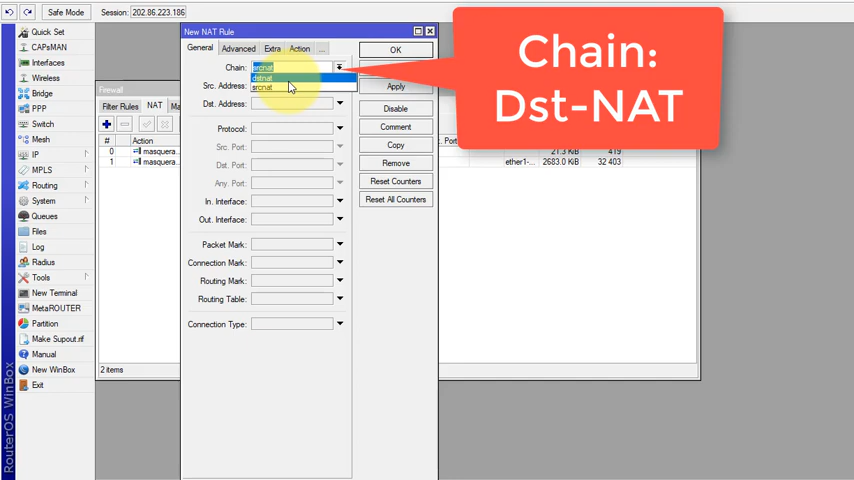 Safe Mode
Session: 202.86.223.186
Quick Set
CAPsMAN
Interfaces
Wireless
Bridge
PPP
Switch
Mesh
IP
MPLS
Routing
System
Queues
Files
Log
Radius
Tools
New Terminal
MetaROUTER
Partition
Make Supout.rif
Manual
New WinBox
Exit
RouterOS WinBox
Firewall
Filter Rules NAT
# Action
0 masquera...
1 masquera...
2 items
New NAT Rule
General Advanced Extra Action ...
Chain: srcnat
dstnat
srcnat
Src. Address:
Dst. Address:
Protocol:
Src. Port:
Dst. Port:
Any. Port:
In. Interface:
Out. Interface:
Packet Mark:
Connection Mark:
Routing Mark:
Routing Table:
Connection Type:
OK
Apply
Disable
Comment
Copy
Remove
Reset Counters
Reset All Counters
21.3 KiB 419
ether1-... 2683.0 KiB 32 403
Chain:
Dst-NAT